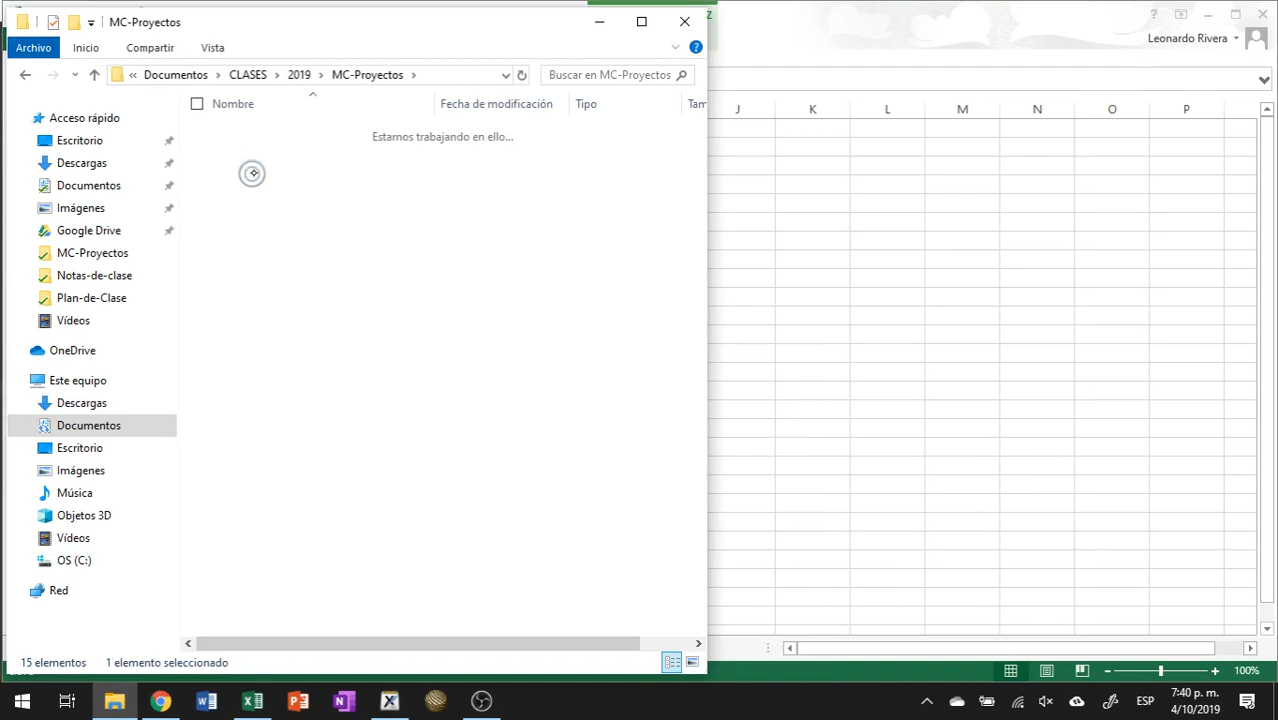 MC-Proyectos
Archivo Inicio Compartir Vista
« Documentos › CLASES › 2019 › MC-Proyectos ›
Buscar en MC-Proyectos
Nombre Fecha de modificación Tipo Tam
Estamos trabajando en ello...
Acceso rápido
Escritorio
Descargas
Documentos
Imágenes
Google Drive
MC-Proyectos
Notas-de-clase
Plan-de-Clase
Vídeos
OneDrive
Este equipo
Descargas
Documentos
Escritorio
Imágenes
Música
Objetos 3D
Vídeos
OS (C:)
Red
15 elementos 1 elemento seleccionado
Z
Leonardo Rivera
J K L M N O P
100%
ESP
7:40 p. m.
4/10/2019